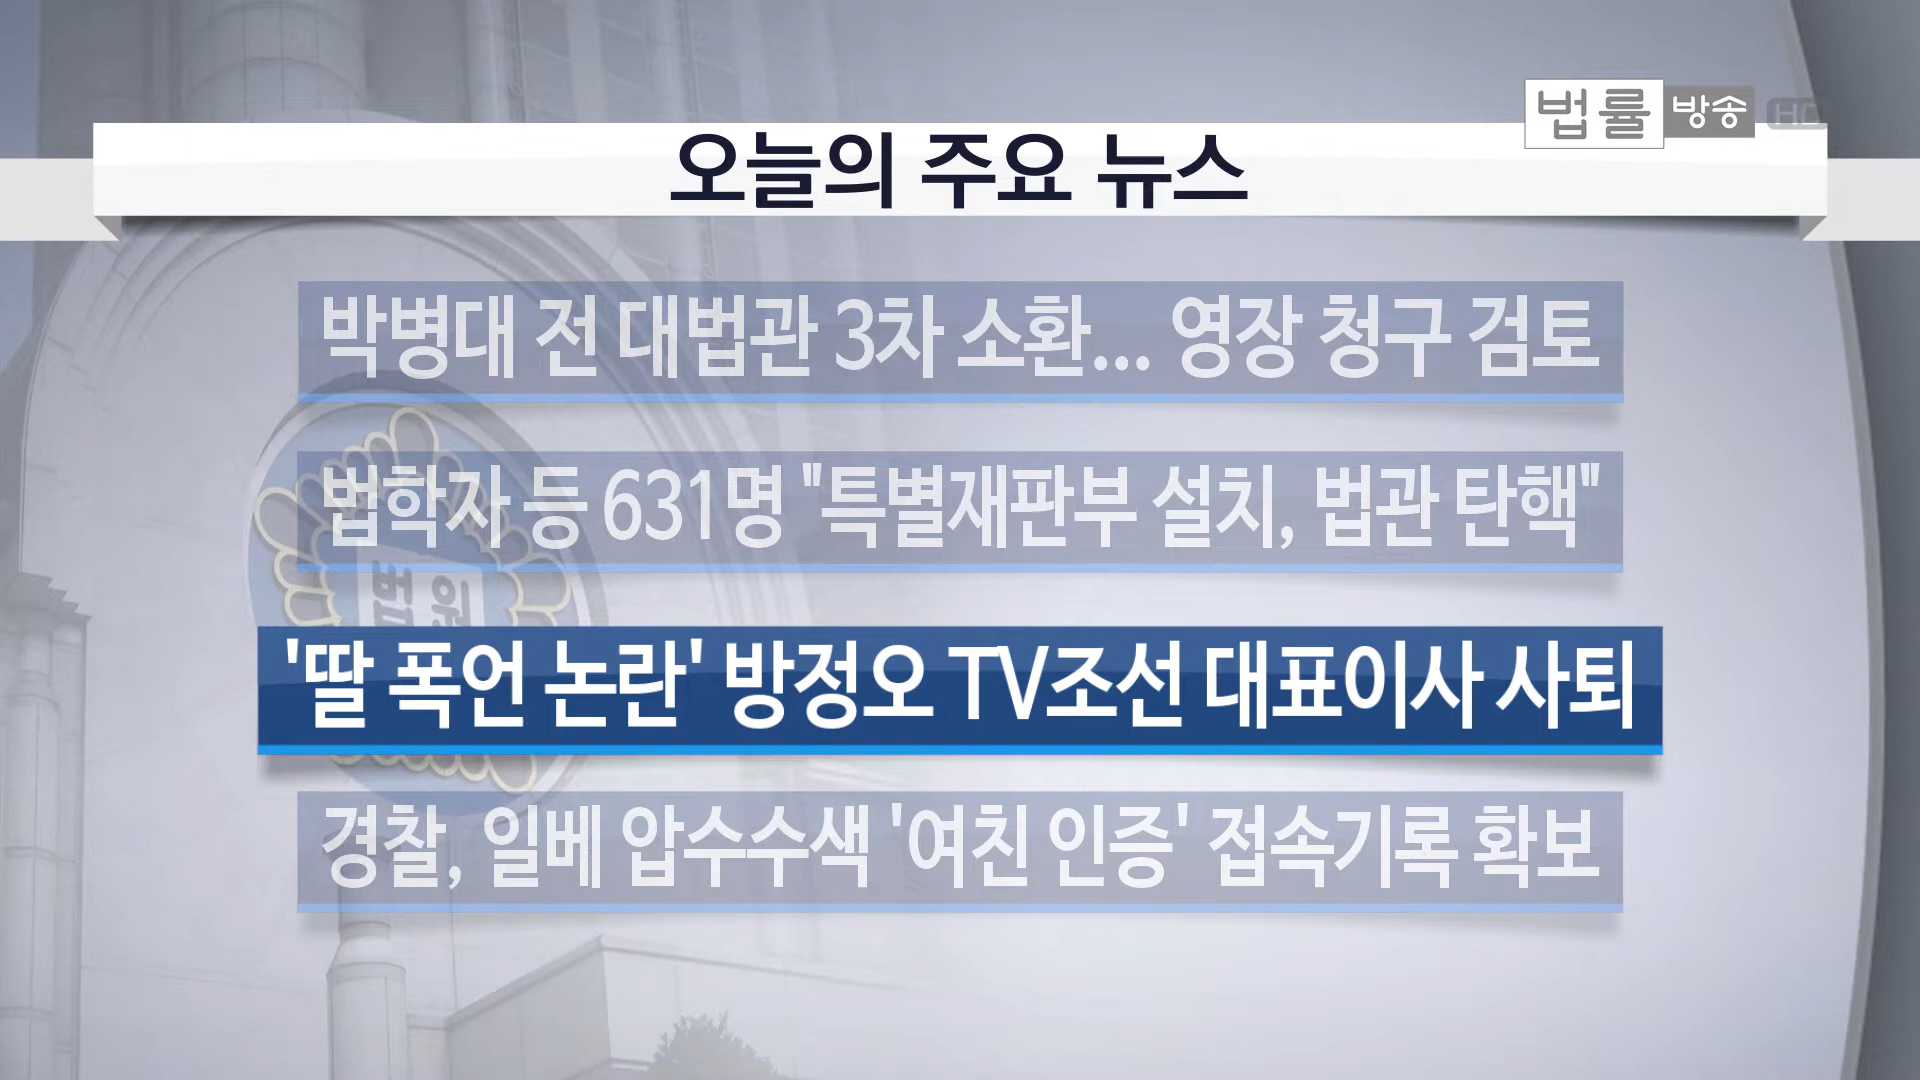 법률방송 HD
오늘의 주요 뉴스
박병대 전 대법관 3차 소환... 영장 청구 검토
법학자 등 631명 "특별재판부 설치, 법관 탄핵"
법원
'딸 폭언 논란' 방정오 TV조선 대표이사 사퇴
경찰, 일베 압수수색 '여친 인증' 접속기록 확보